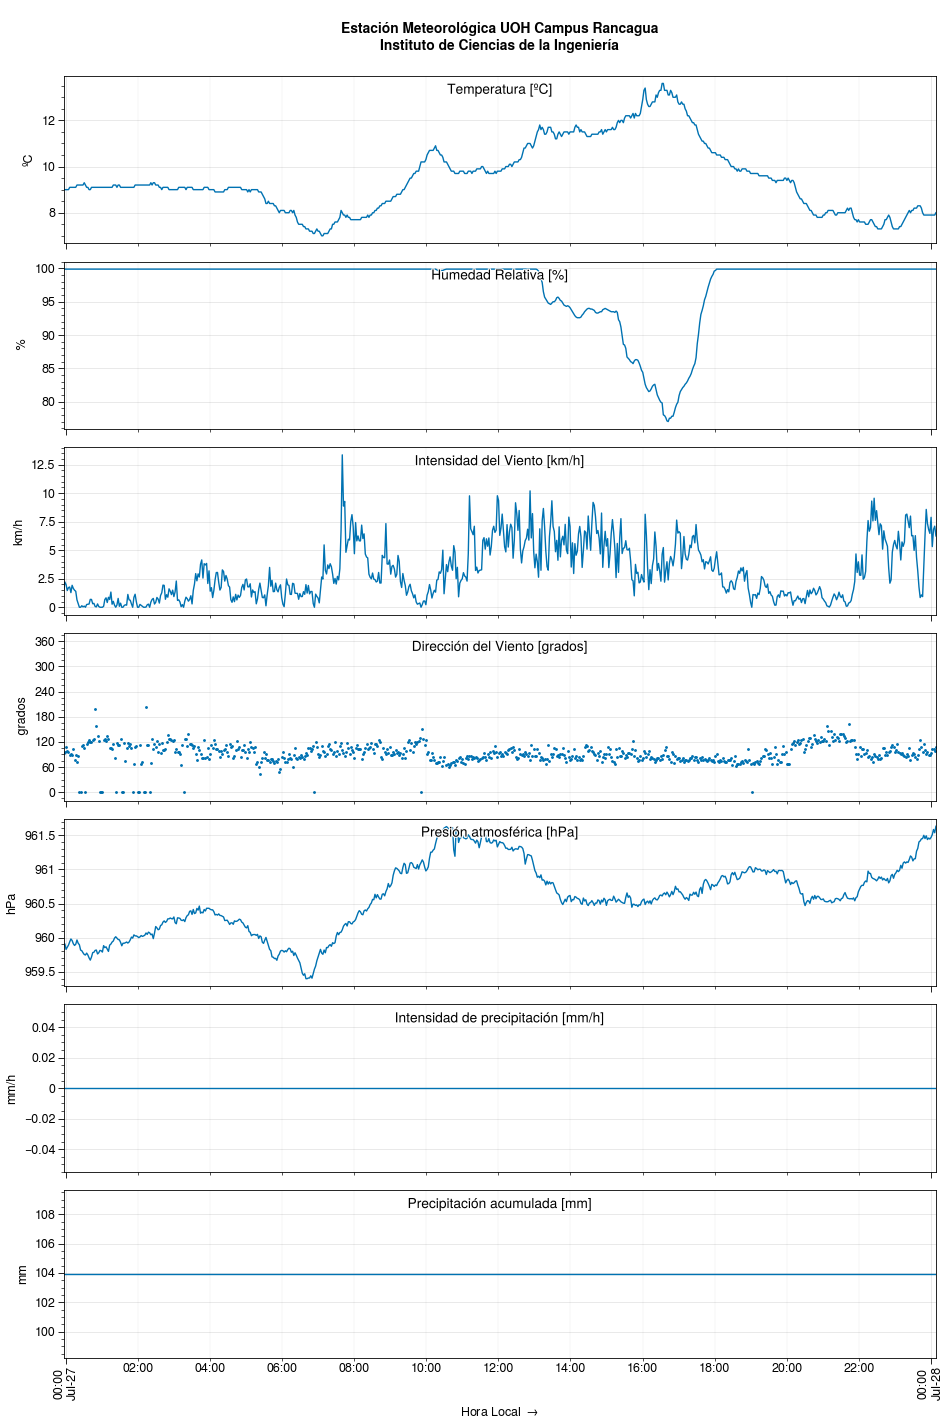 Estación Meteorológica UOH Campus Rancagua
Instituto de Ciencias de la Ingeniería
Temperatura [ºC]
ºC
12
10
8
Humedad Relativa [%]
%
100
95
90
85
80
Intensidad del Viento [km/h]
km/h
12.5
10
7.5
5
2.5
0
Dirección del Viento [grados]
grados
360
300
240
180
120
60
0
Presión atmosférica [hPa]
hPa
961.5
961
960.5
960
959.5
Intensidad de precipitación [mm/h]
mm/h
0.04
0.02
0
−0.02
−0.04
Precipitación acumulada [mm]
mm
108
106
104
102
100
00:00
Jul-27
02:00
04:00
06:00
08:00
10:00
12:00
14:00
16:00
18:00
20:00
22:00
00:00
Jul-28
Hora Local →